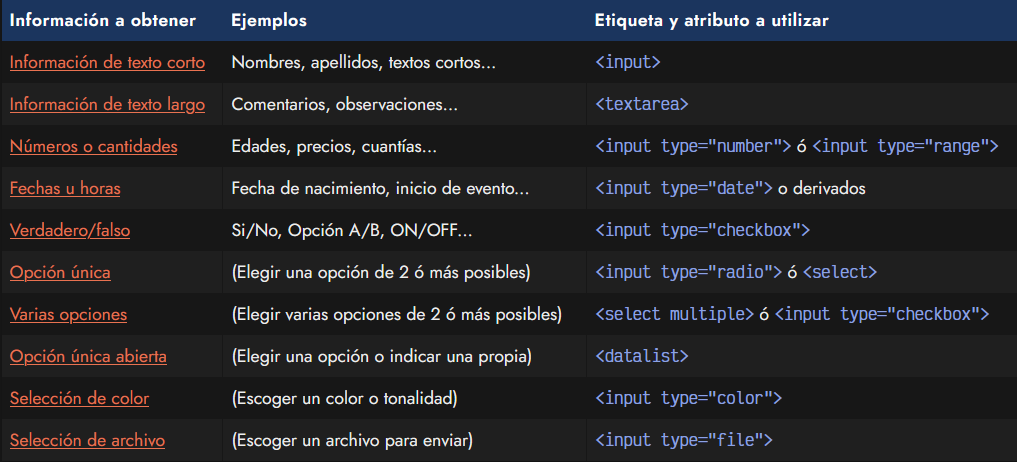 Información a obtener Ejemplos Etiqueta y atributo a utilizar
Información de texto corto Nombres, apellidos, textos cortos... <input>
Información de texto largo Comentarios, observaciones... <textarea>
Números o cantidades Edades, precios, cuantías... <input type="number"> ó <input type="range">
Fechas u horas Fecha de nacimiento, inicio de evento... <input type="date"> o derivados
Verdadero/falso Si/No, Opción A/B, ON/OFF... <input type="checkbox">
Opción única (Elegir una opción de 2 ó más posibles) <input type="radio"> ó <select>
Varias opciones (Elegir varias opciones de 2 ó más posibles) <select multiple> ó <input type="checkbox">
Opción única abierta (Elegir una opción o indicar una propia) <datalist>
Selección de color (Escoger un color o tonalidad) <input type="color">
Selección de archivo (Escoger un archivo para enviar) <input type="file">